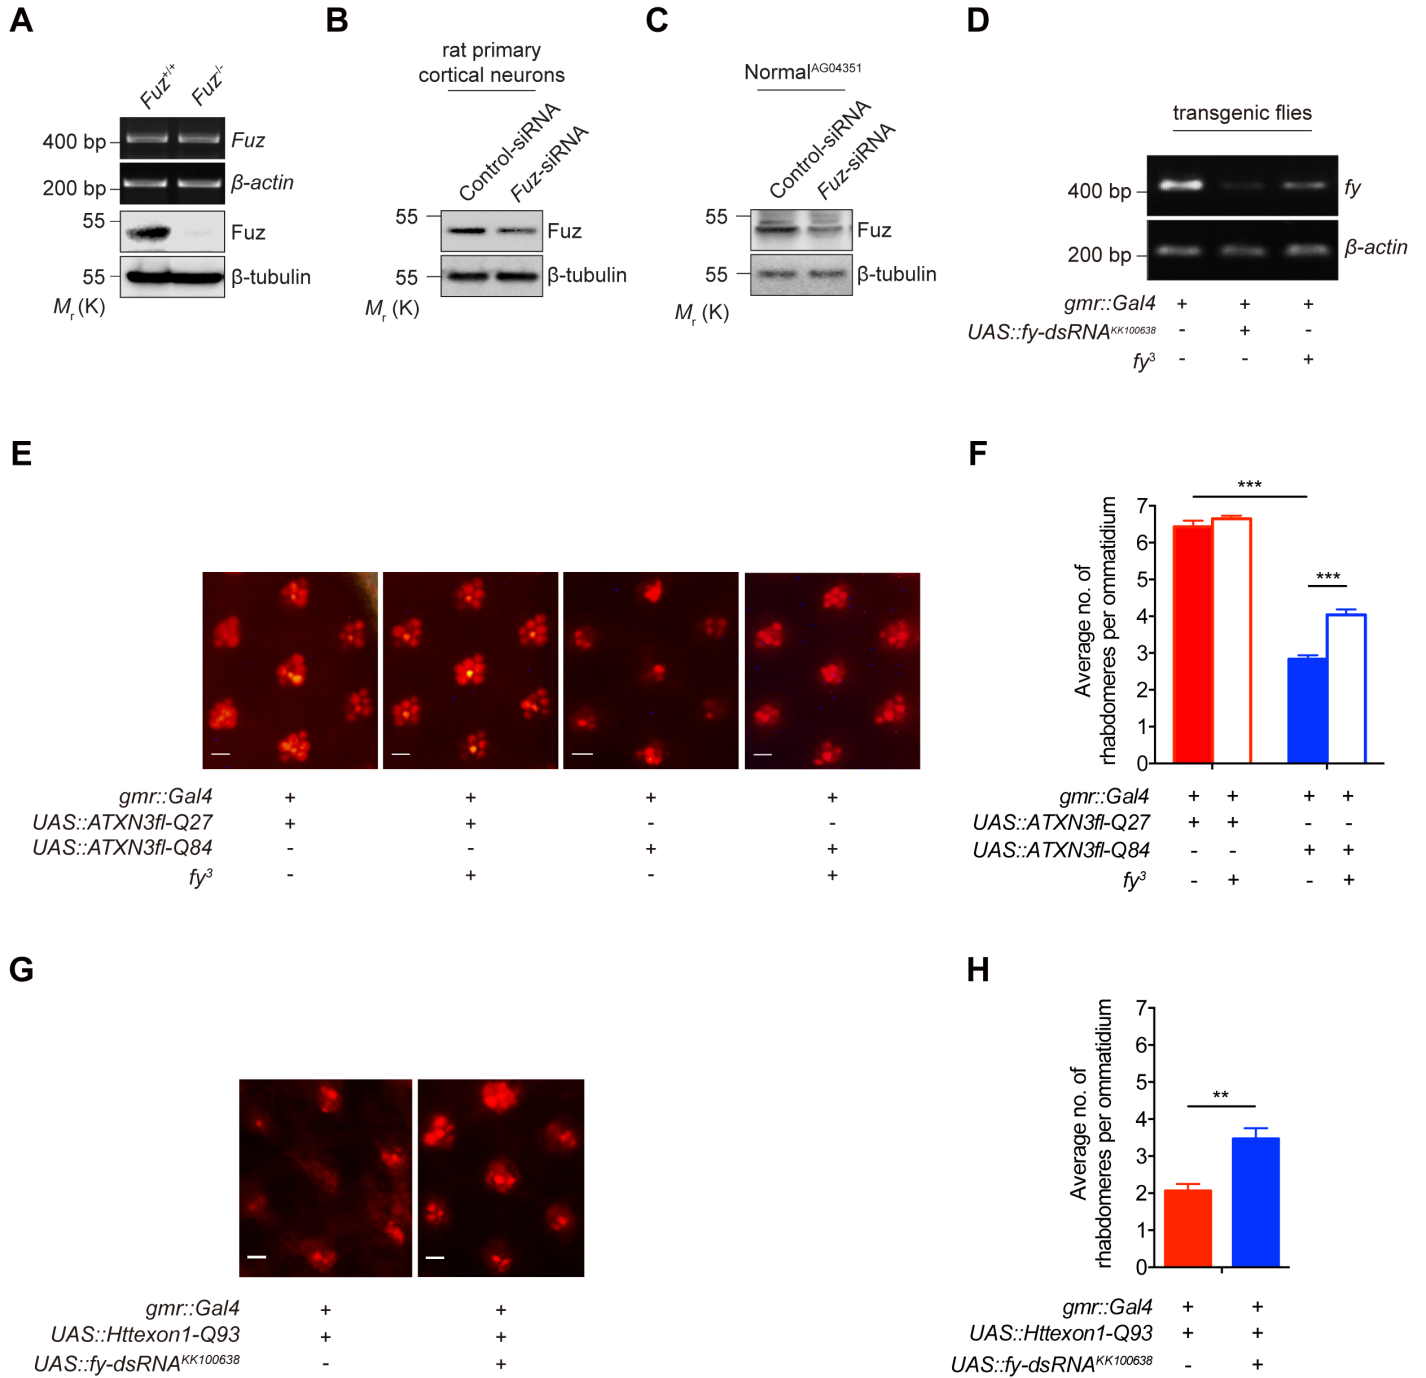 A
Fuz+/+
Fuz-/-
400 bp
Fuz
200 bp
β-actin
55
Fuz
55
β-tubulin
Mr (K)
B
rat primary
cortical neurons
Control-siRNA
Fuz-siRNA
55
Fuz
55
β-tubulin
Mr (K)
C
NormalAG04351
Control-siRNA
Fuz-siRNA
55
Fuz
55
β-tubulin
Mr (K)
D
transgenic flies
400 bp
fy
200 bp
β-actin
gmr::Gal4 + + +
UAS::fy-dsRNAKK100638 - + -
fy3 - - +
E
gmr::Gal4 + + + +
UAS::ATXN3fl-Q27 + + - -
UAS::ATXN3fl-Q84 - - + +
fy3 - + - +
F
Average no. of
rhabdomeres per ommatidium
7
6
5
4
3
2
1
0
***
***
gmr::Gal4 + + + +
UAS::ATXN3fl-Q27 + + - -
UAS::ATXN3fl-Q84 - - + +
fy3 - + - +
G
gmr::Gal4 + +
UAS::Httexon1-Q93 + +
UAS::fy-dsRNAKK100638 - +
H
Average no. of
rhabdomeres per ommatidium
7
6
5
4
3
2
1
0
**
gmr::Gal4 + +
UAS::Httexon1-Q93 + +
UAS::fy-dsRNAKK100638 - +